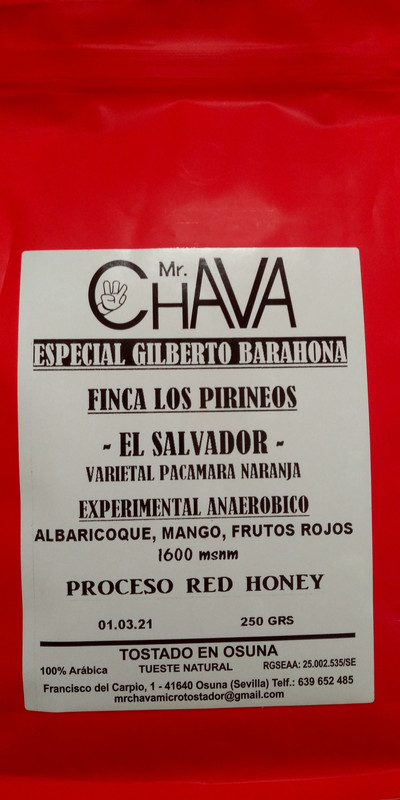 Mr.
CHAVA
ESPECIAL GILBERTO BARAHONA
FINCA LOS PIRINEOS
- EL SALVADOR -
VARIETAL PACAMARA NARANJA
EXPERIMENTAL ANAEROBICO
ALBARICOQUE, MANGO, FRUTOS ROJOS
1600 msnm
PROCESO RED HONEY
01.03.21 250 GRS
TOSTADO EN OSUNA
100% Arábica TUESTE NATURAL RGSEAA: 25.002.535/SE
Francisco del Carpio, 1 - 41640 Osuna (Sevilla) Telf.: 639 652 485
mrchavamicrotostador@gmail.com